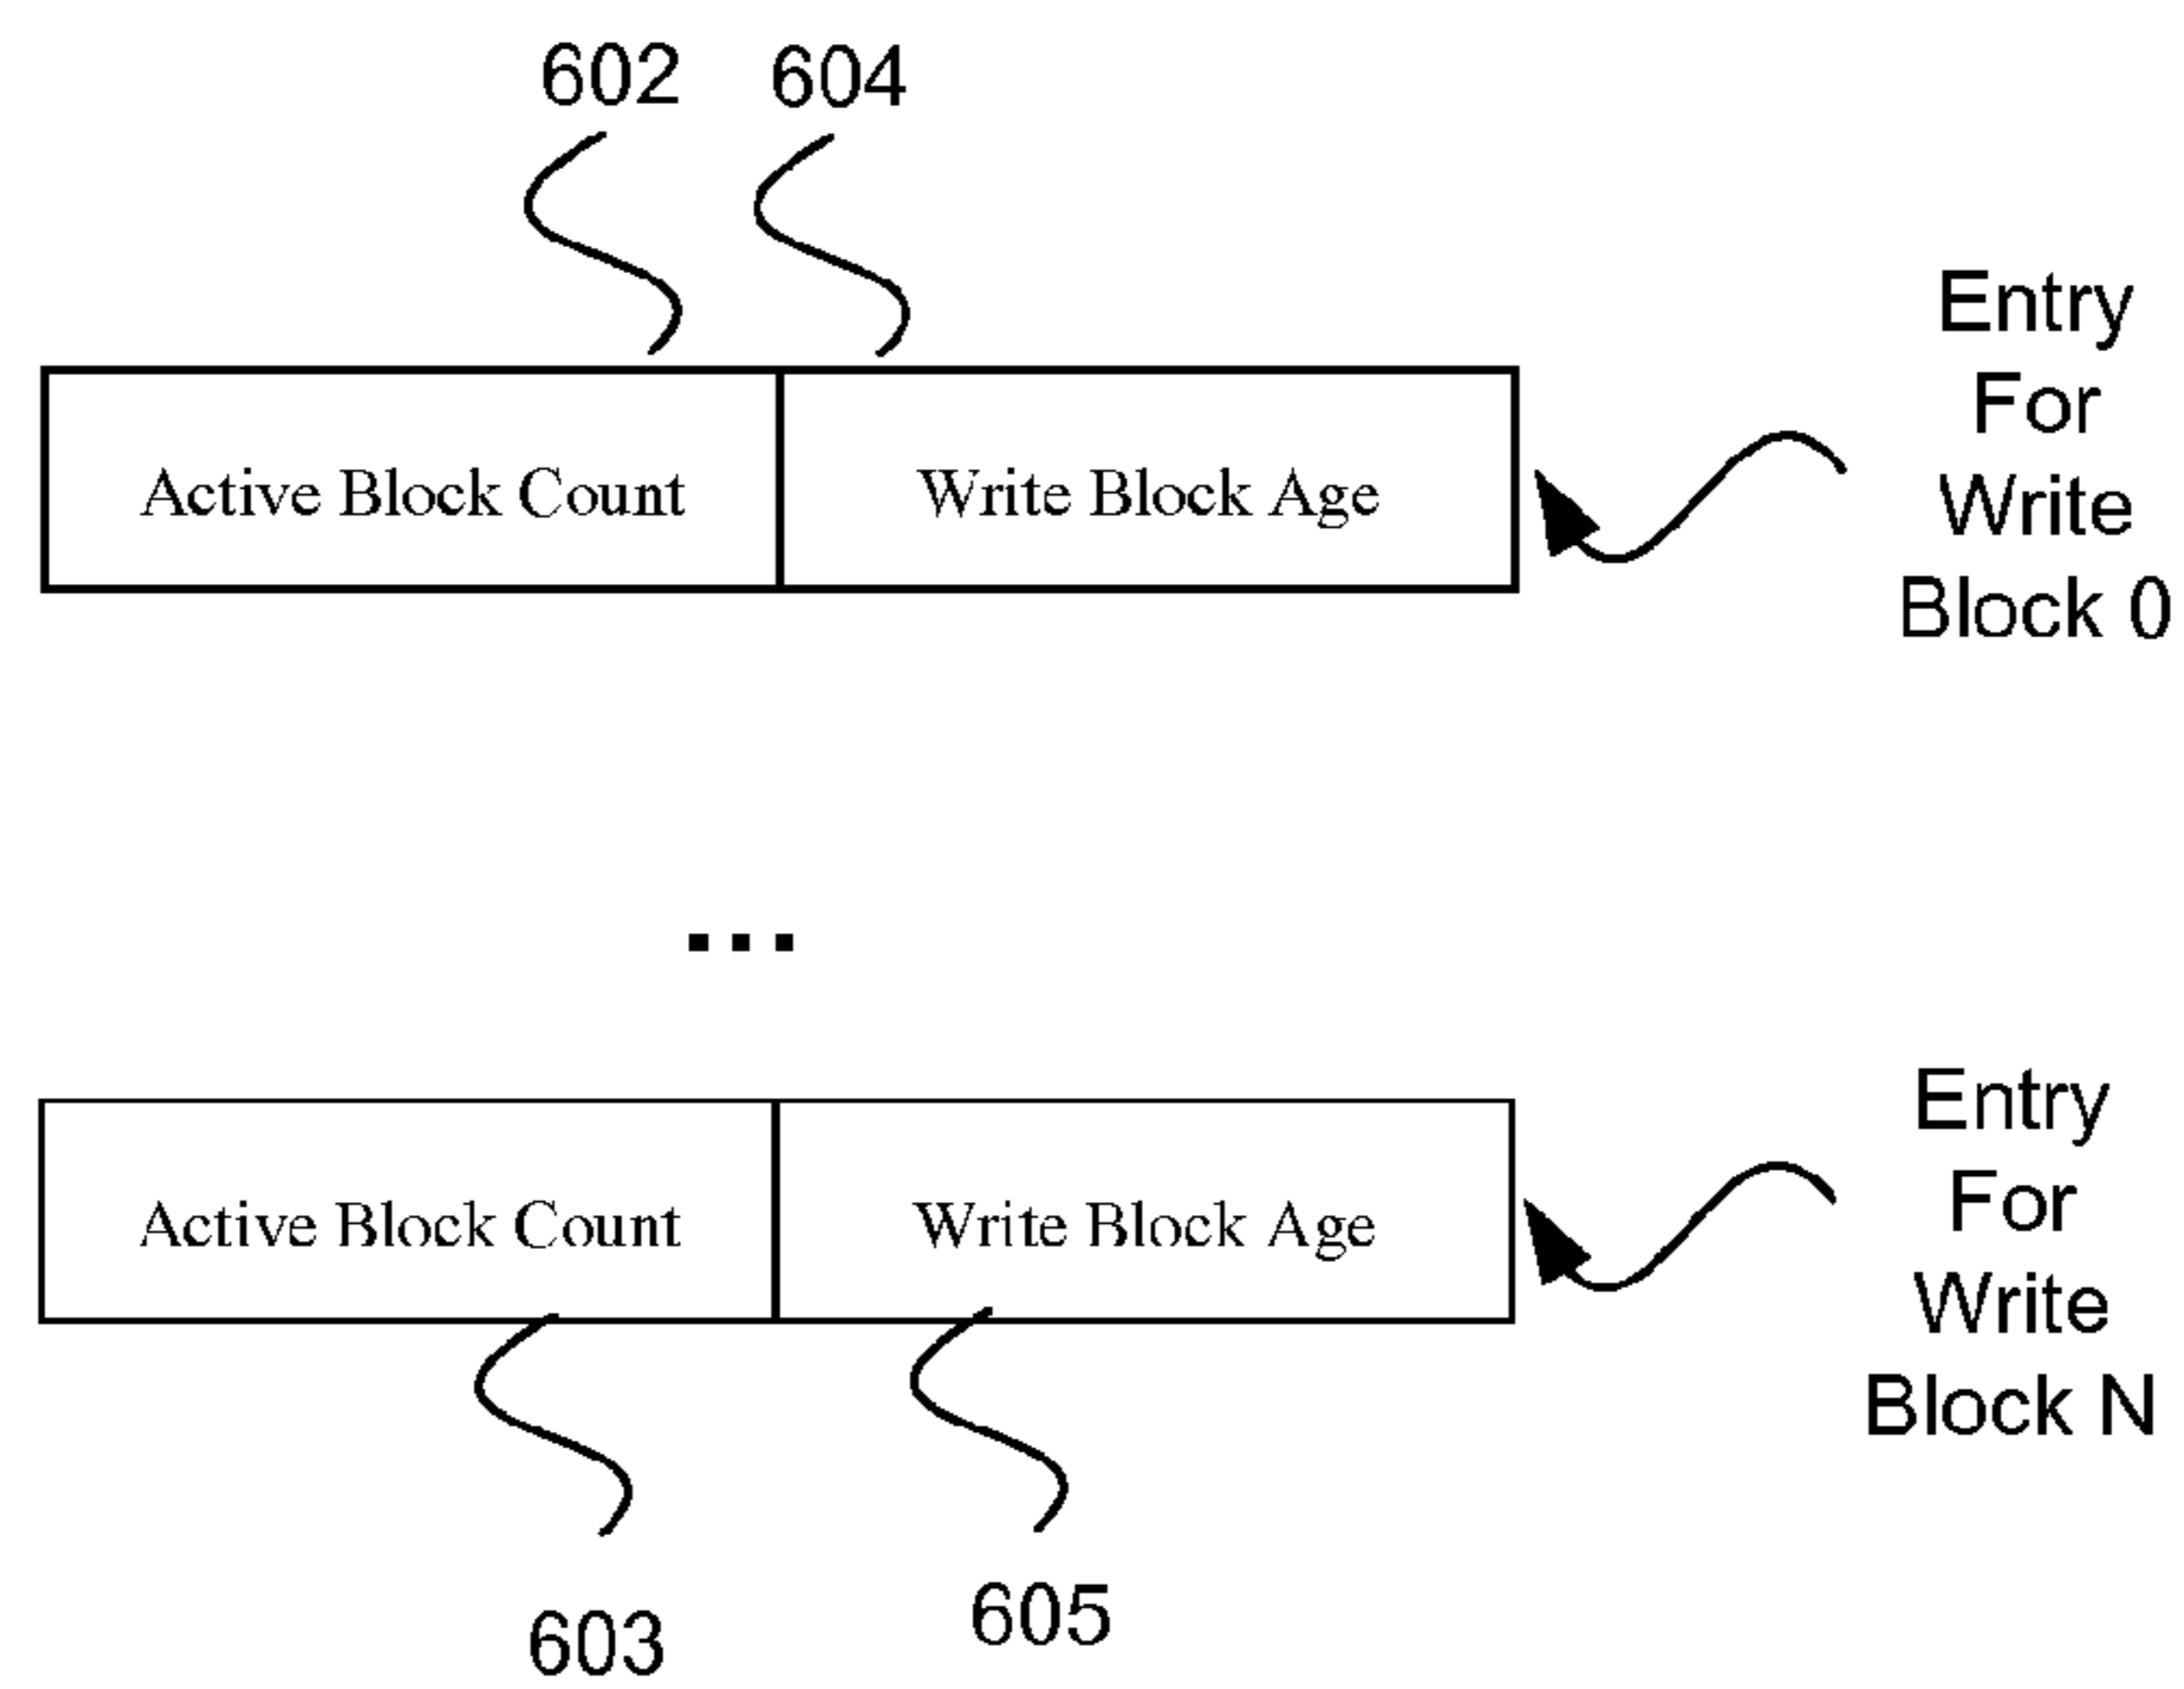 602 604
Entry
For
Write
Block 0
Active Block Count Write Block Age
...
Entry
For
Write
Block N
Active Block Count Write Block Age
603 605